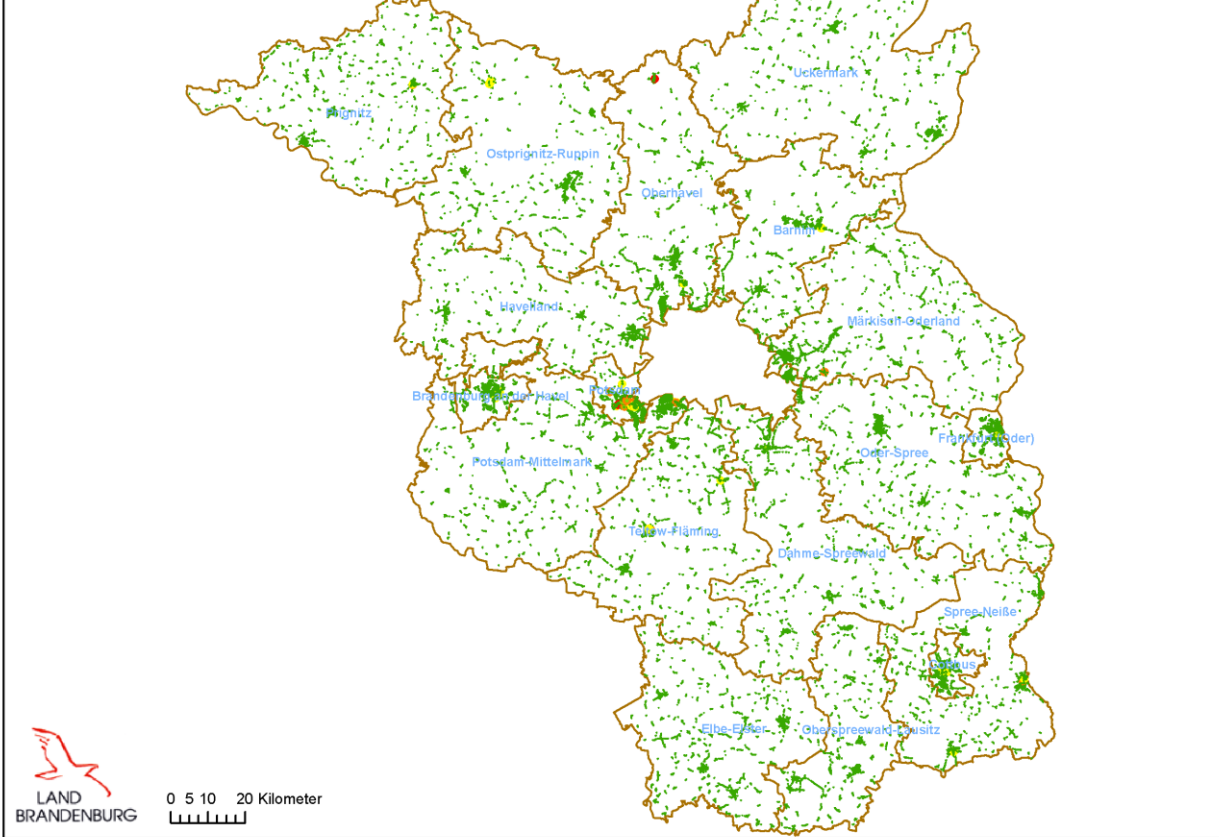 Uckermark
Prignitz
Ostprignitz-Ruppin
Oberhavel
Barnim
Havelland
Märkisch-Oderland
Potsdam
Brandenburg an der Havel
Frankfurt (Oder)
Oder-Spree
Potsdam-Mittelmark
Teltow-Fläming
Dahme-Spreewald
Spree-Neiße
Cottbus
Elbe-Elster
Oberspreewald-Lausitz
LAND
BRANDENBURG
0 5 10 20 Kilometer